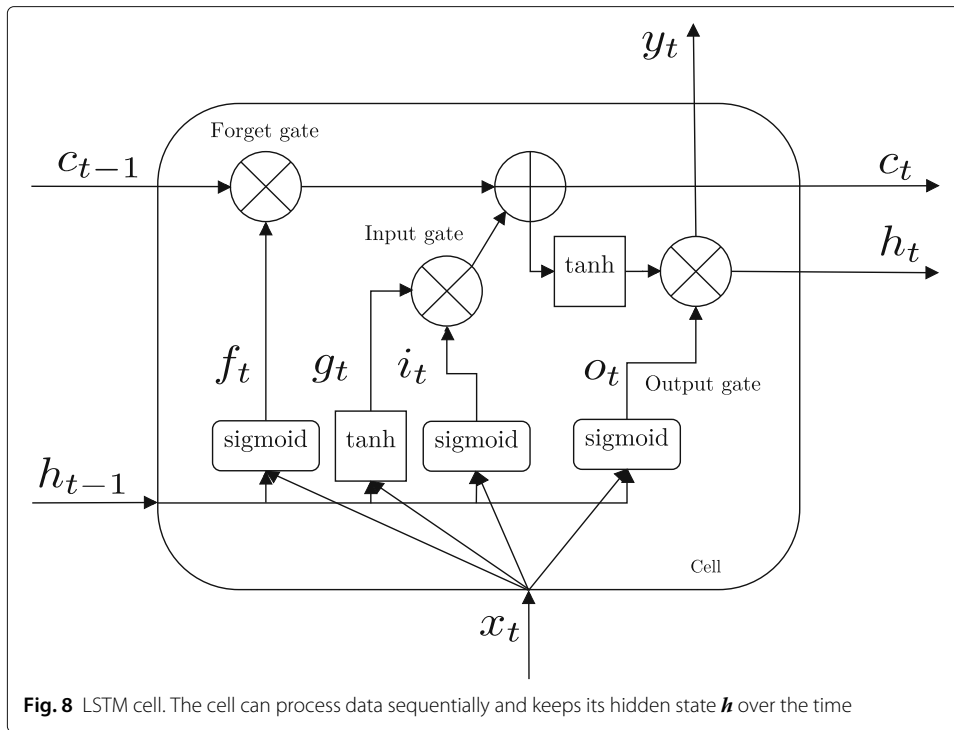 y_t
Forget gate
c_{t−1}
c_t
Input gate
h_t
tanh
f_t
g_t
i_t
o_t
Output gate
sigmoid
tanh
sigmoid
sigmoid
h_{t−1}
Cell
x_t
Fig. 8 LSTM cell. The cell can process data sequentially and keeps its hidden state h over the time